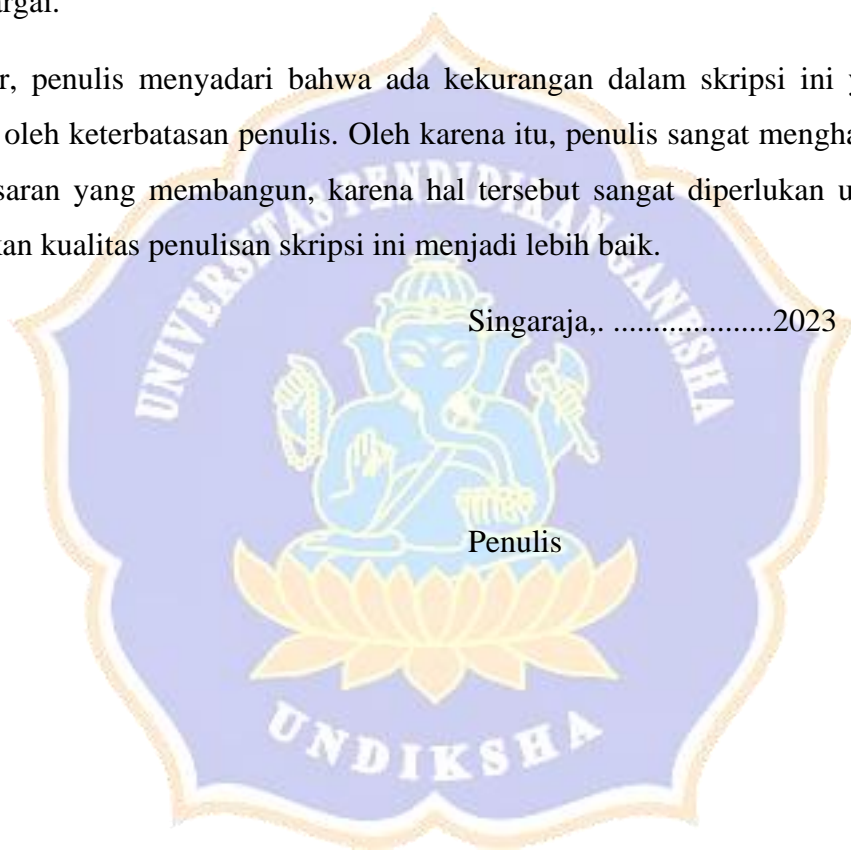 argai.
r, penulis menyadari bahwa ada kekurangan dalam skripsi ini y
oleh keterbatasan penulis. Oleh karena itu, penulis sangat mengha
saran yang membangun, karena hal tersebut sangat diperlukan u
kan kualitas penulisan skripsi ini menjadi lebih baik.
UNIVERSITAS PENDIDIKAN GANESHA
Singaraja,. ....................2023
Penulis
UNDIKSHA